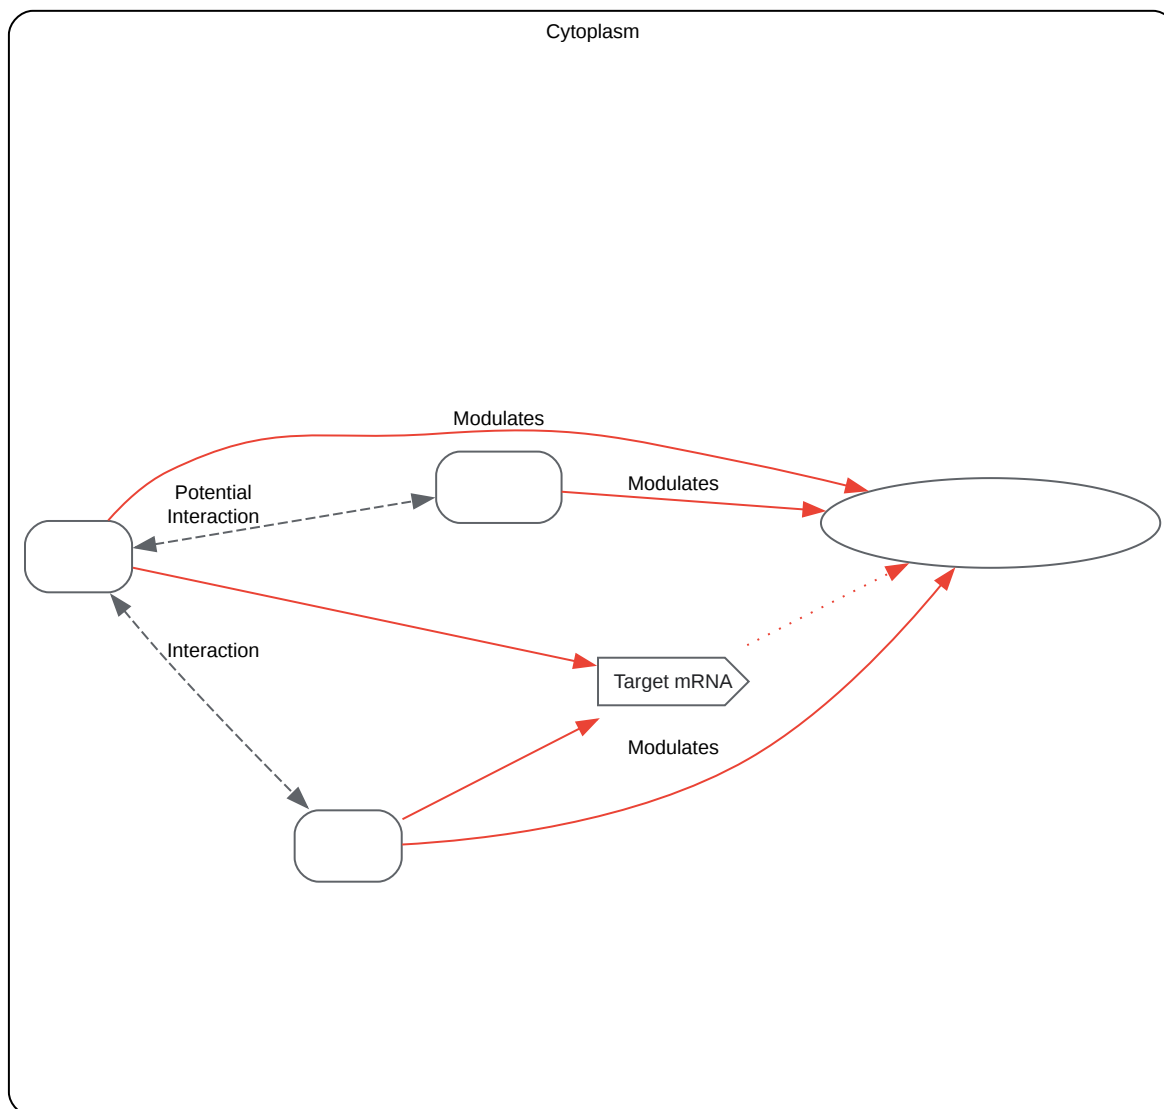 Cytoplasm
Modulates
Modulates
Potential
Interaction
Interaction
Target mRNA
Modulates